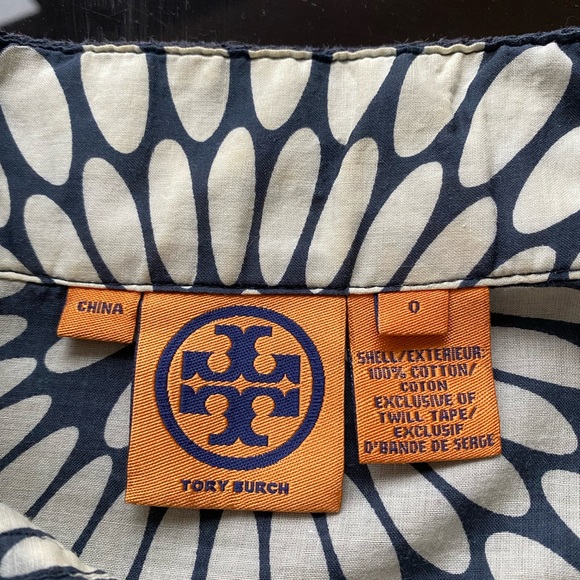 CHINA
TORY BURCH
0
SHELL/EXTERIEUR:
100% COTTON/
COTON
EXCLUSIVE OF
TWILL TAPE/
EXCLUSIF
D'BANDE DE SERGE